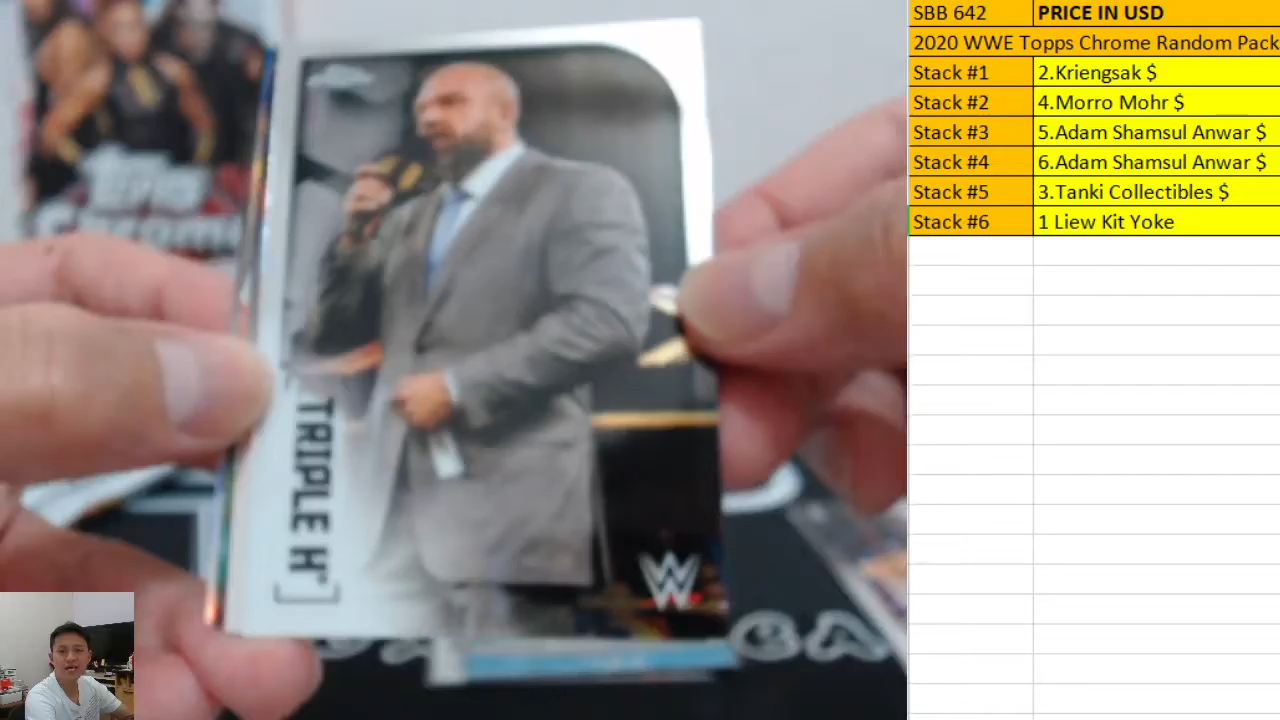 Topps
Chrome
TRIPLE H
W
SBB 642 PRICE IN USD
2020 WWE Topps Chrome Random Pack
Stack #1 2.Kriengsak $
Stack #2 4.Morro Mohr $
Stack #3 5.Adam Shamsul Anwar $
Stack #4 6.Adam Shamsul Anwar $
Stack #5 3.Tanki Collectibles $
Stack #6 1 Liew Kit Yoke